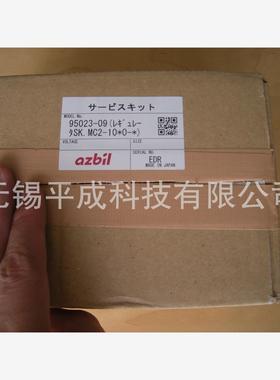 サービスキット
MODEL No.
95023-09(ﾚｷﾞｭﾚｰ
ﾀSK.MC2-10*0-*)
VOLTAGE
SIZE
azbil
SERIAL NO.
EDR
MADE IN JAPAN
无锡平成科技有限公司